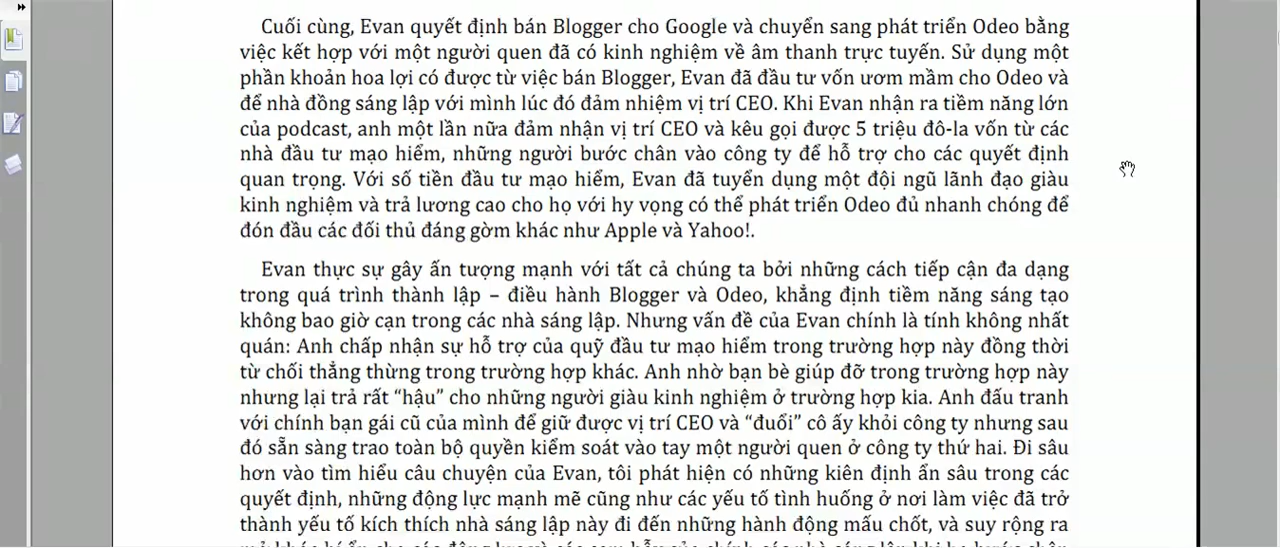 Cuối cùng, Evan quyết định bán Blogger cho Google và chuyển sang phát triển Odeo bằng
việc kết hợp với một người quen đã có kinh nghiệm về âm thanh trực tuyến. Sử dụng một
phần khoản hoa lợi có được từ việc bán Blogger, Evan đã đầu tư vốn ươm mầm cho Odeo và
để nhà đồng sáng lập với mình lúc đó đảm nhiệm vị trí CEO. Khi Evan nhận ra tiềm năng lớn
của podcast, anh một lần nữa đảm nhận vị trí CEO và kêu gọi được 5 triệu đô-la vốn từ các
nhà đầu tư mạo hiểm, những người bước chân vào công ty để hỗ trợ cho các quyết định
quan trọng. Với số tiền đầu tư mạo hiểm, Evan đã tuyển dụng một đội ngũ lãnh đạo giàu
kinh nghiệm và trả lương cao cho họ với hy vọng có thể phát triển Odeo đủ nhanh chóng để
đón đầu các đối thủ đáng gờm khác như Apple và Yahoo!.
Evan thực sự gây ấn tượng mạnh với tất cả chúng ta bởi những cách tiếp cận đa dạng
trong quá trình thành lập – điều hành Blogger và Odeo, khẳng định tiềm năng sáng tạo
không bao giờ cạn trong các nhà sáng lập. Nhưng vấn đề của Evan chính là tính không nhất
quán: Anh chấp nhận sự hỗ trợ của quỹ đầu tư mạo hiểm trong trường hợp này đồng thời
từ chối thẳng thừng trong trường hợp khác. Anh nhờ bạn bè giúp đỡ trong trường hợp này
nhưng lại trả rất “hậu” cho những người giàu kinh nghiệm ở trường hợp kia. Anh đấu tranh
với chính bạn gái cũ của mình để giữ được vị trí CEO và “đuổi” cô ấy khỏi công ty nhưng sau
đó sẵn sàng trao toàn bộ quyền kiểm soát vào tay một người quen ở công ty thứ hai. Đi sâu
hơn vào tìm hiểu câu chuyện của Evan, tôi phát hiện có những kiên định ẩn sâu trong các
quyết định, những động lực mạnh mẽ cũng như các yếu tố tình huống ở nơi làm việc đã trở
thành yếu tố kích thích nhà sáng lập này đi đến những hành động mấu chốt, và suy rộng ra